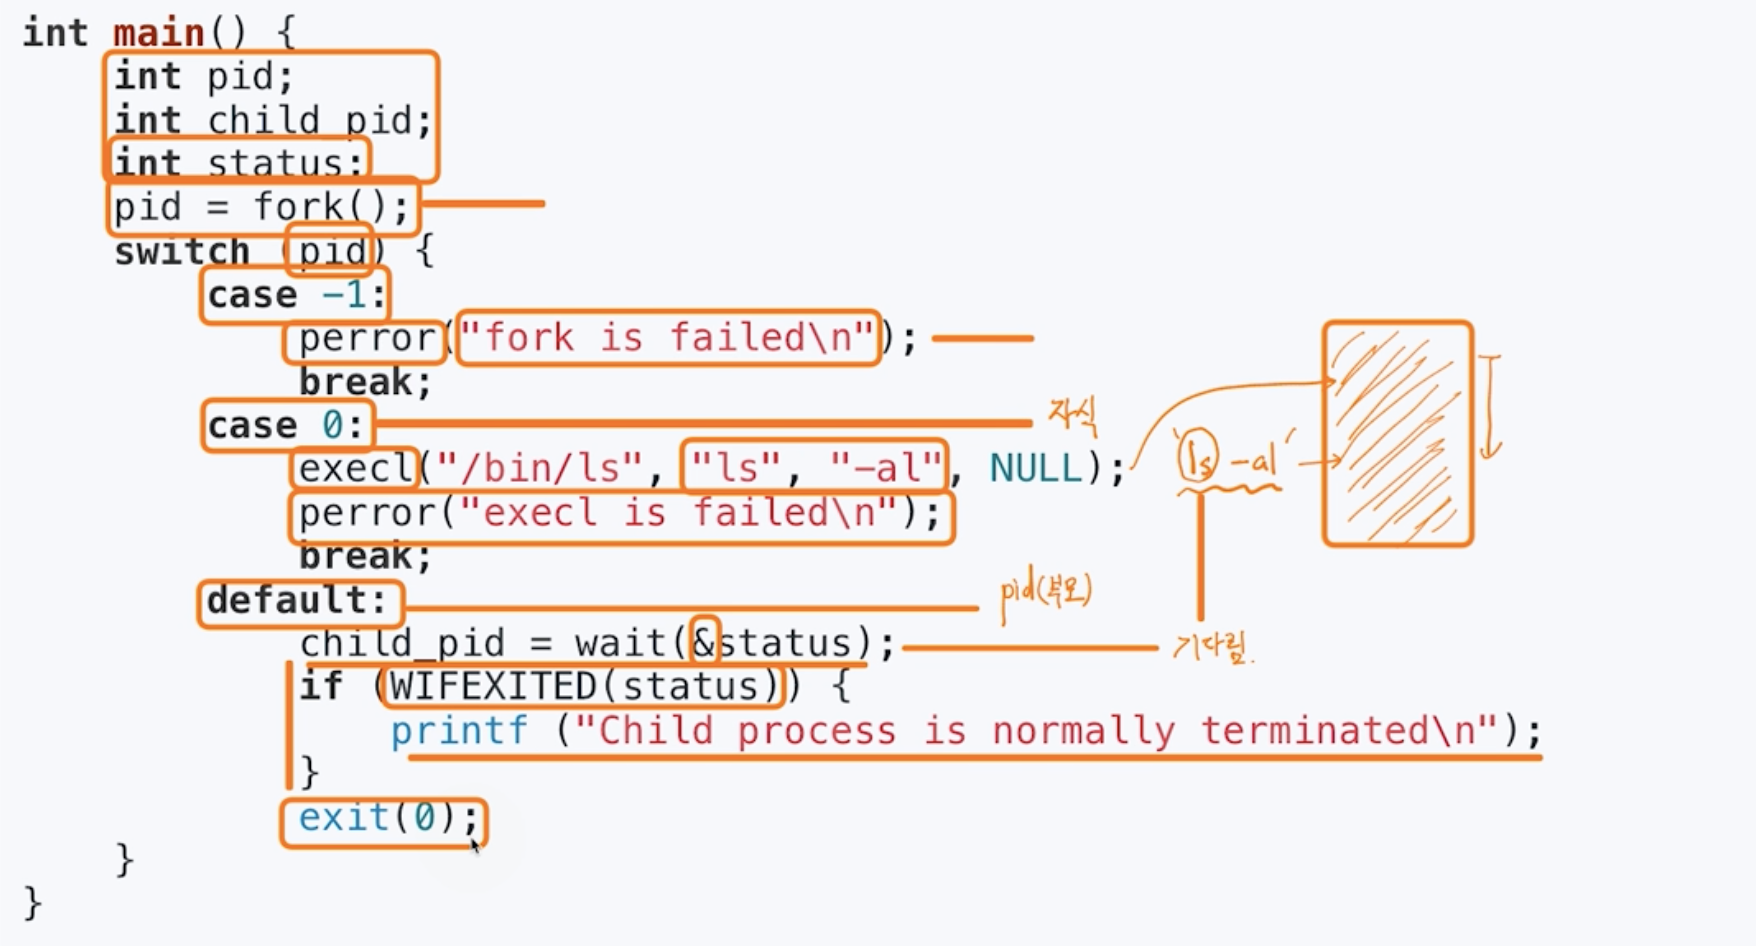 int main() {
int pid;
int child_pid;
int status;
pid = fork();
switch (pid) {
case -1:
perror("fork is failed\n");
break;
case 0:
자식
execl("/bin/ls", "ls", "-al", NULL);
'ls -al'
perror("execl is failed\n");
break;
default:
pid(부모)
child_pid = wait(&status);
기다림.
if (WIFEXITED(status)) {
printf ("Child process is normally terminated\n");
}
exit(0);
}
}